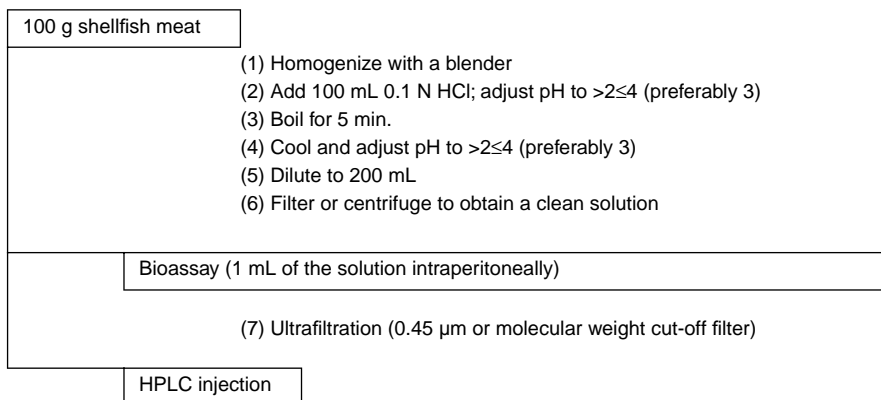 100 g shellfish meat
(1) Homogenize with a blender
(2) Add 100 mL 0.1 N HCl; adjust pH to >2≤4 (preferably 3)
(3) Boil for 5 min.
(4) Cool and adjust pH to >2≤4 (preferably 3)
(5) Dilute to 200 mL
(6) Filter or centrifuge to obtain a clean solution
Bioassay (1 mL of the solution intraperitoneally)
(7) Ultrafiltration (0.45 μm or molecular weight cut-off filter)
HPLC injection